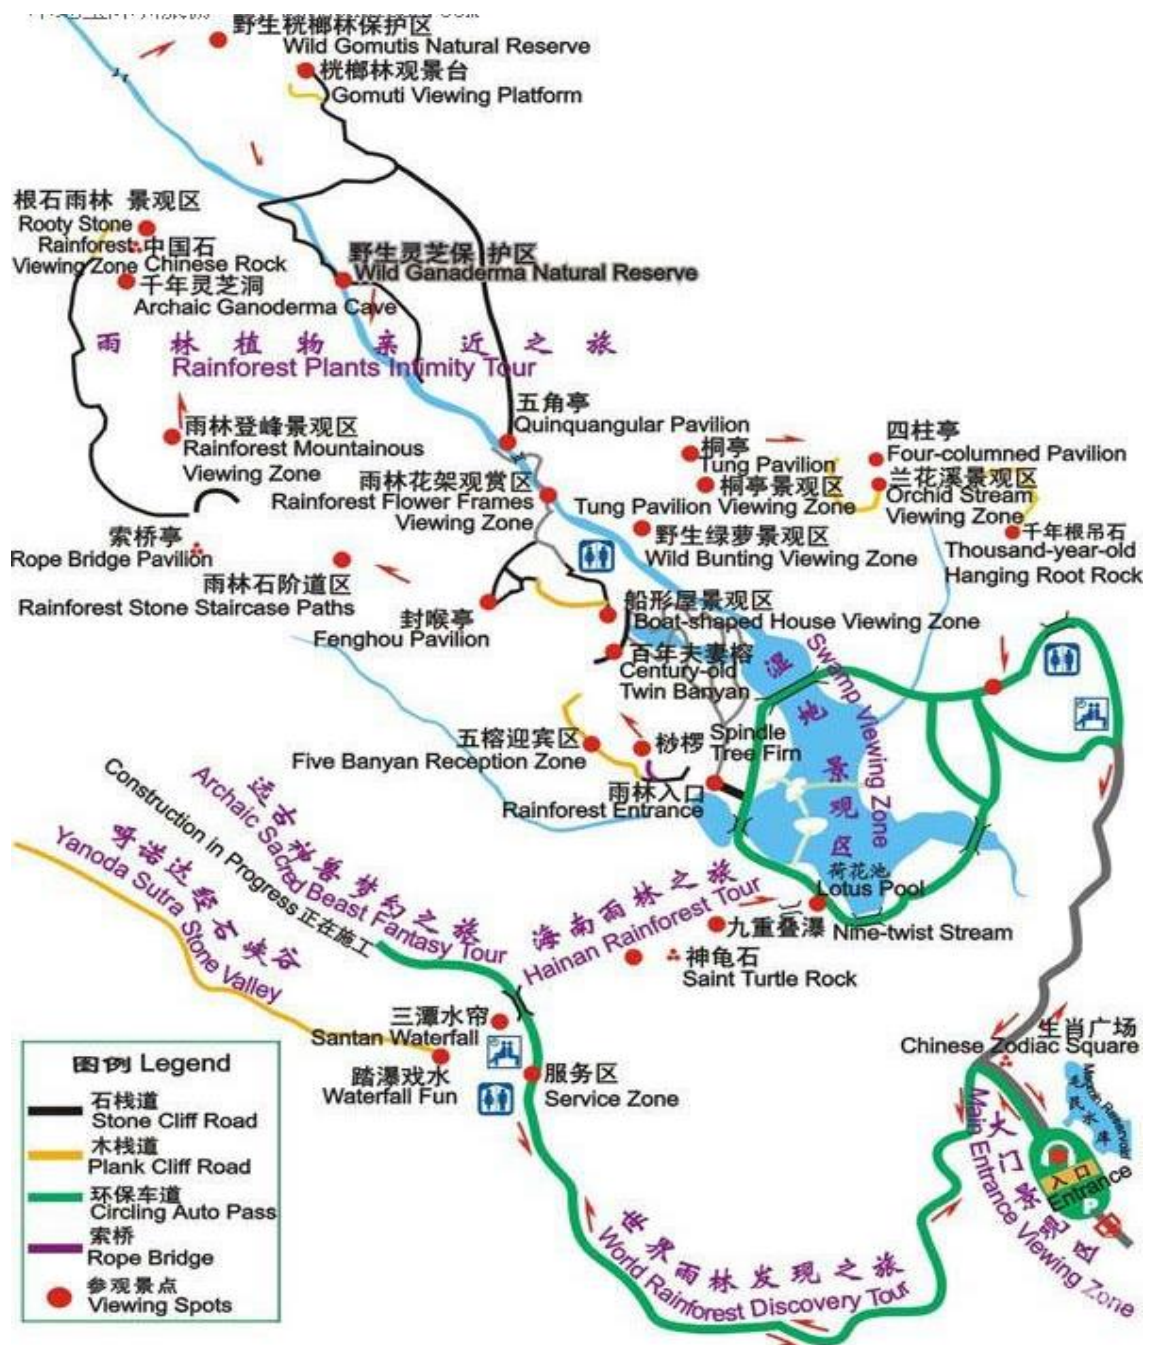 野生桄榔林保护区
Wild Gomutis Natural Reserve
桄榔林观景台
Gomuti Viewing Platform
根石雨林 景观区
Rooty Stone
Rainforest
Viewing Zone
中国石
Chinese Rock
千年灵芝洞
Archaic Ganoderma Cave
野生灵芝保 护区
Wild Ganaderma Natural Reserve
雨林植物亲近之旅
Rainforest Plants Intimity Tour
五角亭
Quinquangular Pavilion
雨林登峰景观区
Rainforest Mountainous
Viewing Zone
桐亭
Tung Pavilion
四柱亭
Four-columned Pavilion
雨林花架观赏区
Rainforest Flower Frames
Viewing Zone
桐亭景观区
Tung Pavilion Viewing Zone
兰花溪景观区
Orchid Stream
Viewing Zone
索桥亭
Rope Bridge Pavilion
野生绿萝景观区
Wild Bunting Viewing Zone
千年根吊石
Thousand-year-old
Hanging Root Rock
雨林石阶道区
Rainforest Stone Staircase Paths
封喉亭
Fenghou Pavilion
船形屋景观区
Boat-shaped House Viewing Zone
百年夫妻榕
Century-old
Twin Banyan
湿地景观区
Swamp Viewing Zone
五榕迎宾区
Five Banyan Reception Zone
桫椤
Spindle
Tree Firn
雨林入口
Rainforest Entrance
远古神兽梦幻之旅
Archaic Sacred Beast Fantasy Tour
Construction in Progress 正在施工
呀诺达经石峡谷
Yanoda Sutra Stone Valley
海南雨林之旅
Hainan Rainforest Tour
荷花池
Lotus Pool
九重叠瀑
Nine-twist Stream
神龟石
Saint Turtle Rock
三潭水帘
Santan Waterfall
踏瀑戏水
Waterfall Fun
服务区
Service Zone
生肖广场
Chinese Zodiac Square
大门景观区
Main Entrance Viewing Zone
入口
Entrance
P
世界雨林发现之旅
World Rainforest Discovery Tour
图例 Legend
石栈道
Stone Cliff Road
木栈道
Plank Cliff Road
环保车道
Circling Auto Pass
索桥
Rope Bridge
参观景点
Viewing Spots